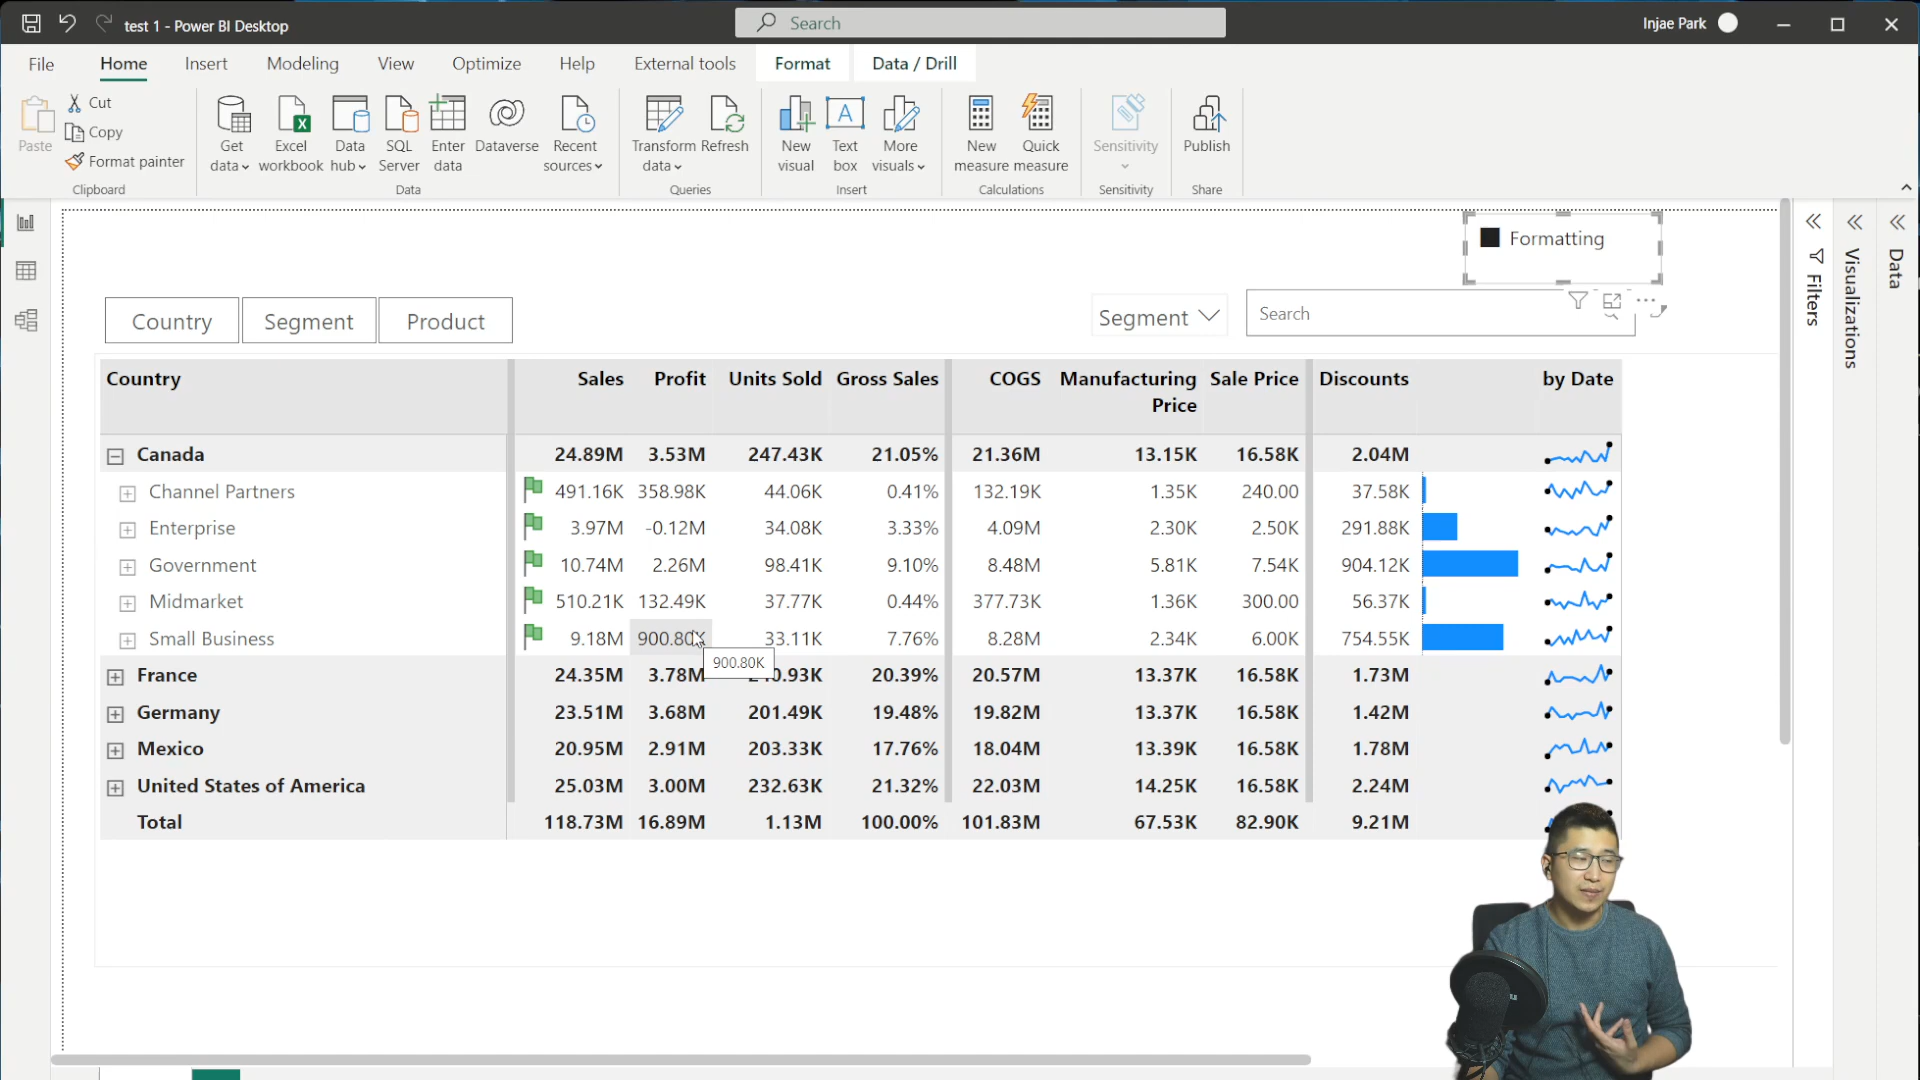 test 1 - Power BI Desktop
Search
Injae Park
File Home Insert Modeling View Optimize Help External tools Format Data / Drill
Paste
Cut
Copy
Format painter
Clipboard
Get data
Excel workbook
Data hub
SQL Server
Enter data
Dataverse
Recent sources
Data
Transform data
Refresh
Queries
New visual
Text box
More visuals
Insert
New measure
Quick measure
Calculations
Sensitivity
Sensitivity
Publish
Share
Formatting
Filters
Visualizations
Data
Country Segment Product
Segment
Search
Country Sales Profit Units Sold Gross Sales COGS Manufacturing Price Sale Price Discounts by Date
Canada 24.89M 3.53M 247.43K 21.05% 21.36M 13.15K 16.58K 2.04M
Channel Partners 491.16K 358.98K 44.06K 0.41% 132.19K 1.35K 240.00 37.58K
Enterprise 3.97M -0.12M 34.08K 3.33% 4.09M 2.30K 2.50K 291.88K
Government 10.74M 2.26M 98.41K 9.10% 8.48M 5.81K 7.54K 904.12K
Midmarket 510.21K 132.49K 37.77K 0.44% 377.73K 1.36K 300.00 56.37K
Small Business 9.18M 900.80K 33.11K 7.76% 8.28M 2.34K 6.00K 754.55K
900.80K
France 24.35M 3.78M 20.39% 20.57M 13.37K 16.58K 1.73M
Germany 23.51M 3.68M 201.49K 19.48% 19.82M 13.37K 16.58K 1.42M
Mexico 20.95M 2.91M 203.33K 17.76% 18.04M 13.39K 16.58K 1.78M
United States of America 25.03M 3.00M 232.63K 21.32% 22.03M 14.25K 16.58K 2.24M
Total 118.73M 16.89M 1.13M 100.00% 101.83M 67.53K 82.90K 9.21M